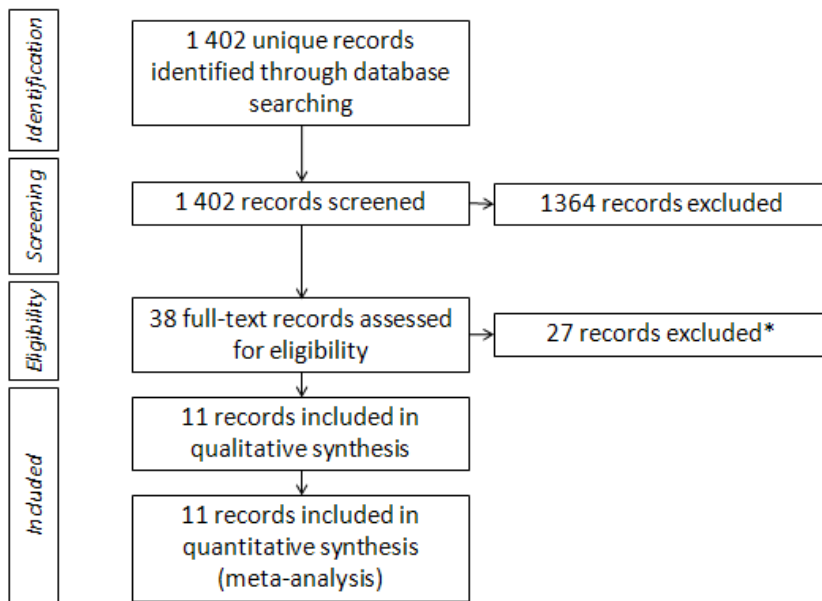 Identification
1 402 unique records
identified through database
searching
Screening
1 402 records screened
1364 records excluded
Eligibility
38 full-text records assessed
for eligibility
27 records excluded*
Included
11 records included in
qualitative synthesis
11 records included in
quantitative synthesis
(meta-analysis)